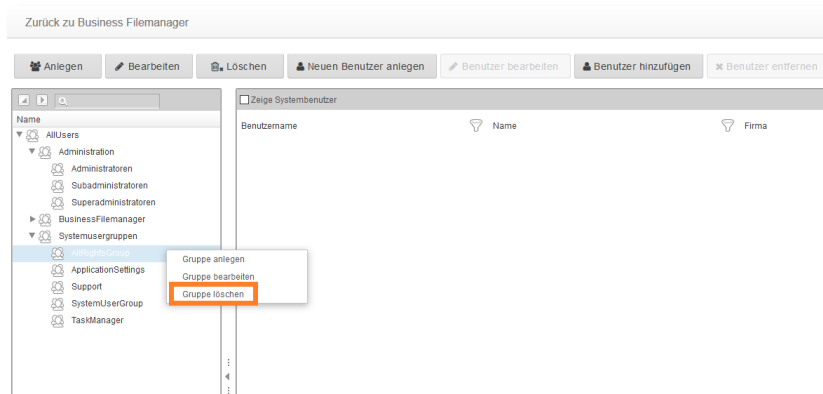 Zurück zu Business Filemanager
Anlegen Bearbeiten Löschen Neuen Benutzer anlegen Benutzer bearbeiten Benutzer hinzufügen Benutzer entfernen
Zeige Systembenutzer
Name
Benutzername Name Firma
AllUsers
Administration
Administratoren
Subadministratoren
Superadministratoren
BusinessFilemanager
Systemusergruppen
AllRightsGroup
ApplicationSettings
Support
SystemUserGroup
TaskManager
Gruppe anlegen
Gruppe bearbeiten
Gruppe löschen